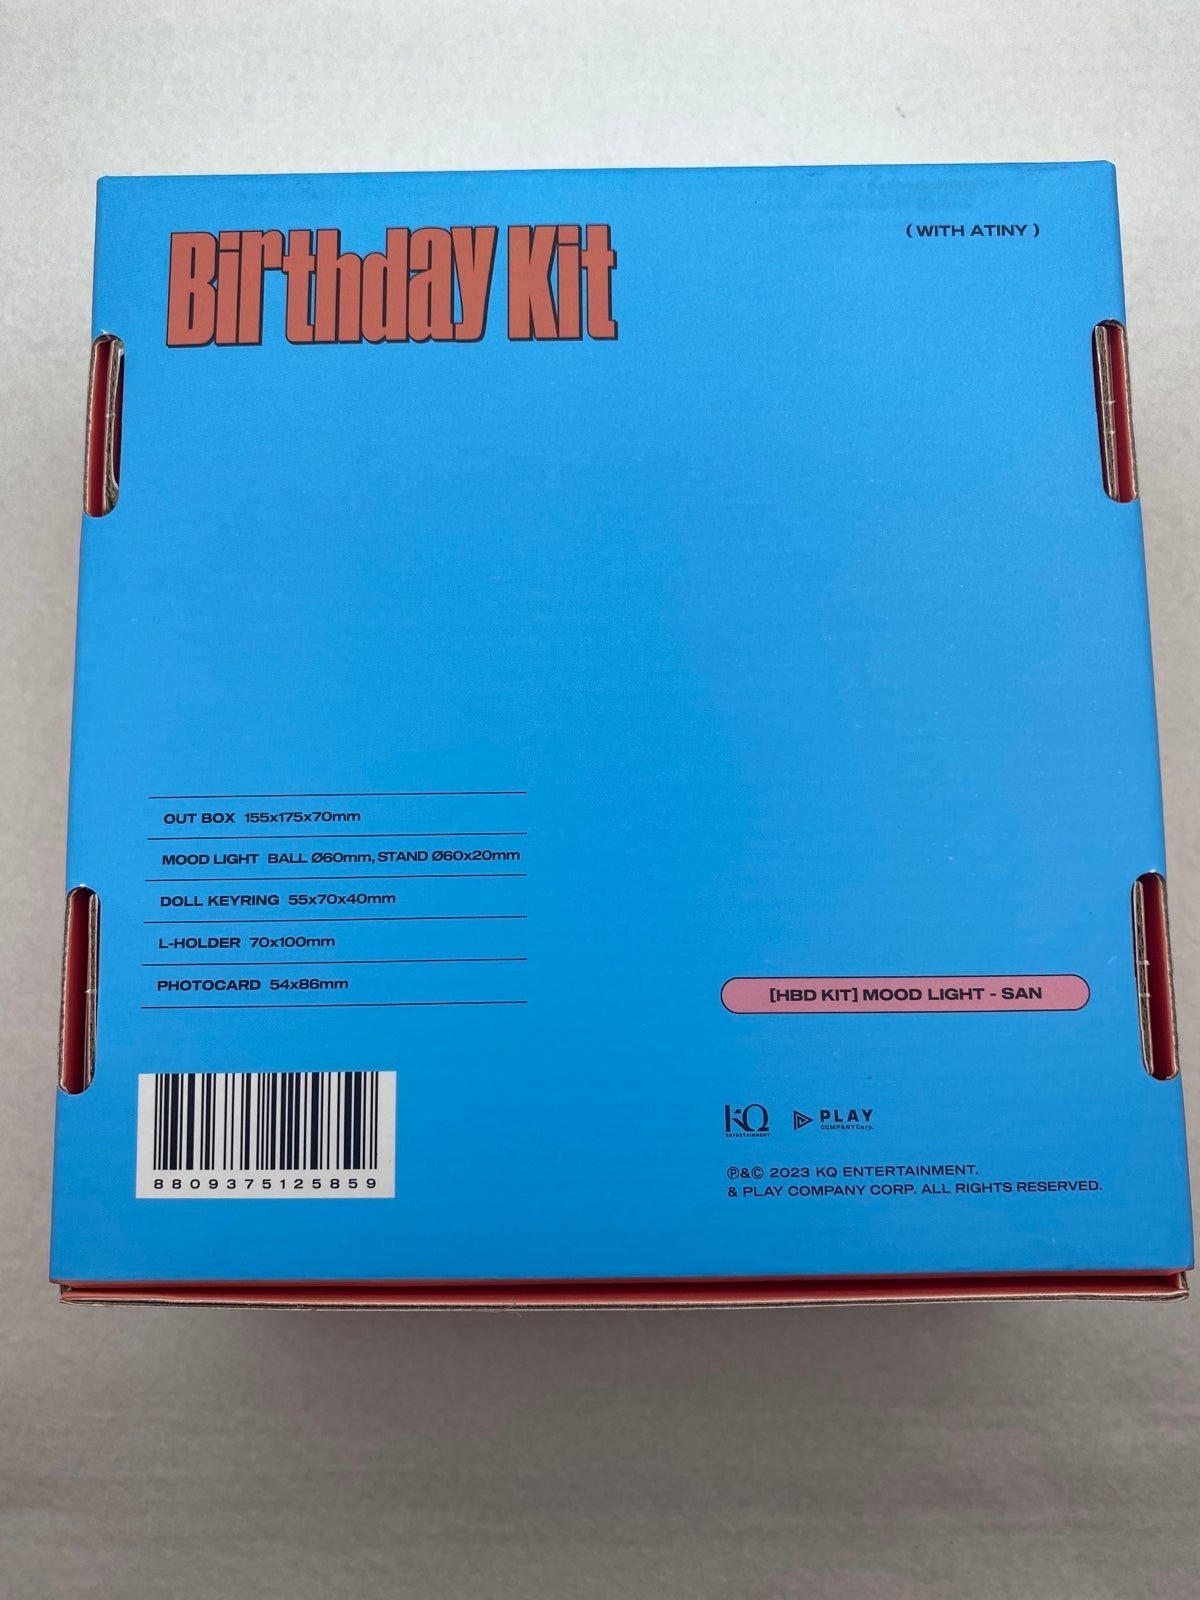 Birthday Kit
( WITH ATINY )
OUT BOX 155x175x70mm
MOOD LIGHT BALL Ø60mm, STAND Ø60x20mm
DOLL KEYRING 55x70x40mm
L-HOLDER 70x100mm
PHOTOCARD 54x86mm
[HBD KIT] MOOD LIGHT - SAN
8809375125859
KQ
ENTERTAINMENT
PLAY
COMPANY Corp.
℗&© 2023 KQ ENTERTAINMENT.
& PLAY COMPANY CORP. ALL RIGHTS RESERVED.